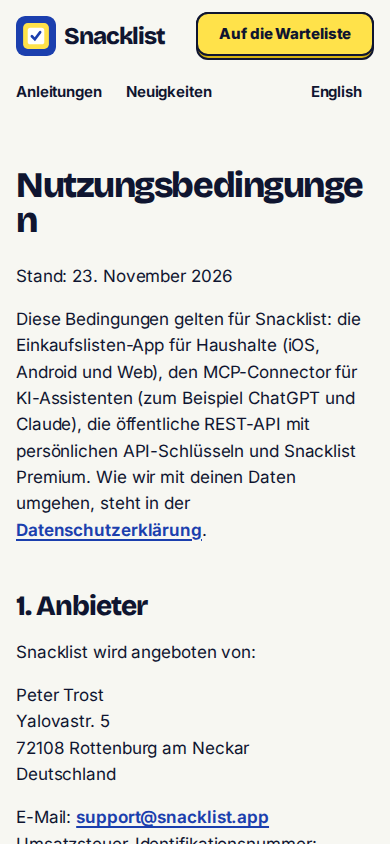 Snacklist
Auf die Warteliste
Anleitungen
Neuigkeiten
English
Nutzungsbedingunge
n
Stand: 23. November 2026
Diese Bedingungen gelten für Snacklist: die
Einkaufslisten-App für Haushalte (iOS,
Android und Web), den MCP-Connector für
KI-Assistenten (zum Beispiel ChatGPT und
Claude), die öffentliche REST-API mit
persönlichen API-Schlüsseln und Snacklist
Premium. Wie wir mit deinen Daten
umgehen, steht in der
Datenschutzerklärung.
1. Anbieter
Snacklist wird angeboten von:
Peter Trost
Yalovastr. 5
72108 Rottenburg am Neckar
Deutschland
E-Mail: support@snacklist.app
Umsatzsteuer-Identifikationsnummer: